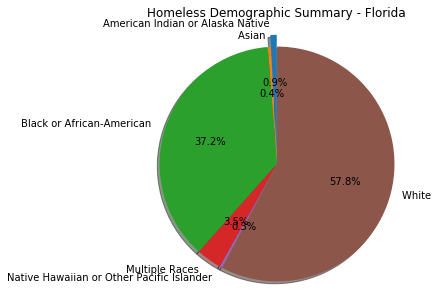 Homeless Demographic Summary - Florida
American Indian or Alaska Native
Asian
0.9%
0.4%
Black or African-American
37.2%
57.8%
White
3.5%
0.3%
Multiple Races
Native Hawaiian or Other Pacific Islander